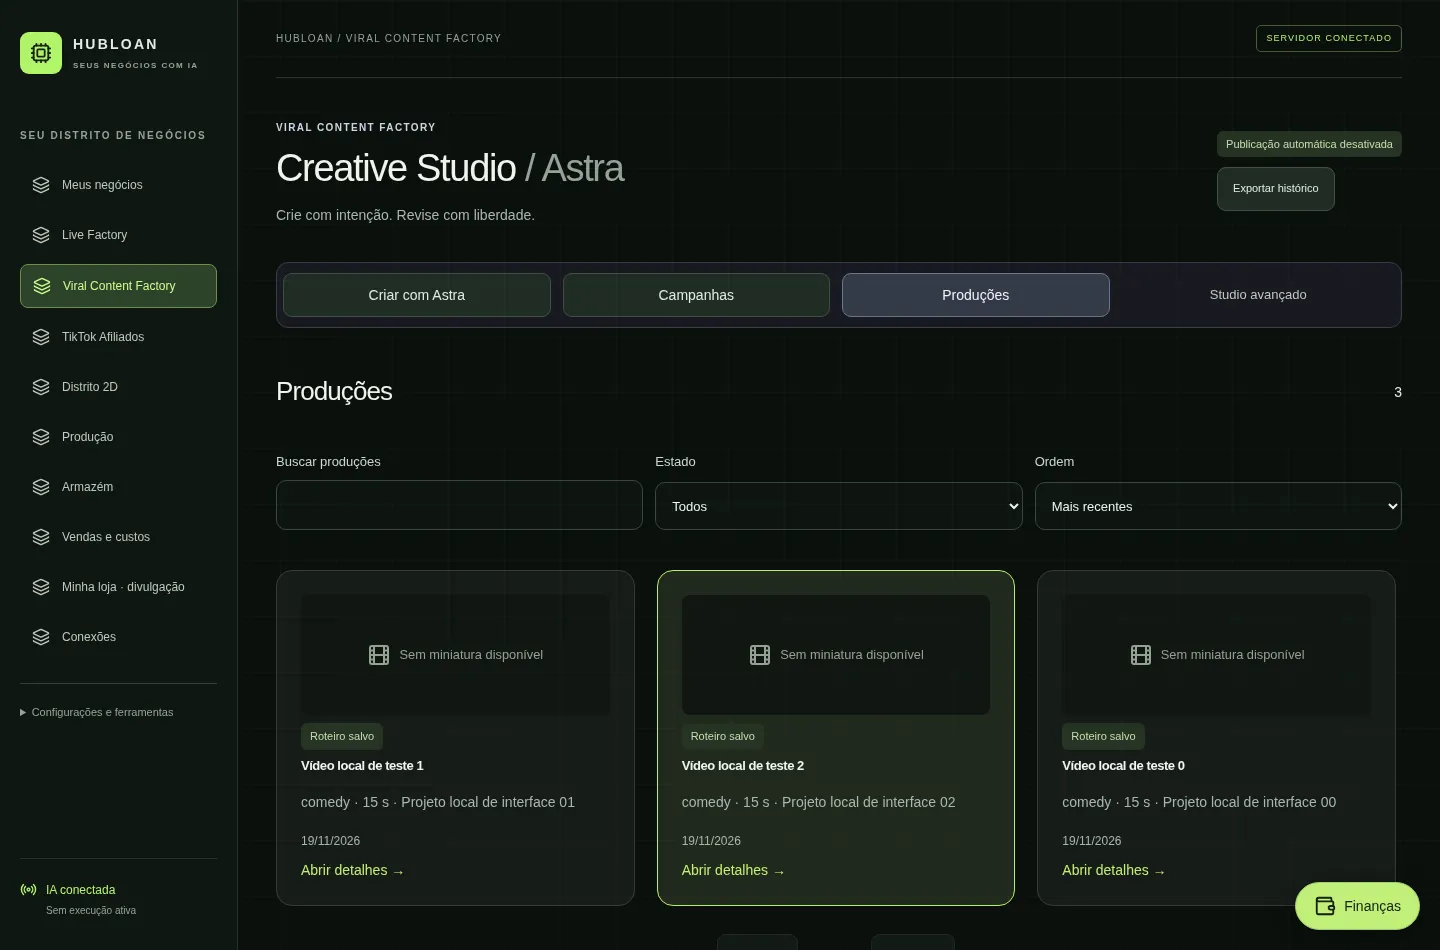 HUBLOAN
SEUS NEGÓCIOS COM IA
SEU DISTRITO DE NEGÓCIOS
Meus negócios
Live Factory
Viral Content Factory
TikTok Afiliados
Distrito 2D
Produção
Armazém
Vendas e custos
Minha loja · divulgação
Conexões
Configurações e ferramentas
IA conectada
Sem execução ativa
HUBLOAN / VIRAL CONTENT FACTORY
SERVIDOR CONECTADO
VIRAL CONTENT FACTORY
Creative Studio / Astra
Crie com intenção. Revise com liberdade.
Publicação automática desativada
Exportar histórico
Criar com Astra
Campanhas
Produções
Studio avançado
Produções
3
Buscar produções
Estado
Todos
Ordem
Mais recentes
Sem miniatura disponível
Roteiro salvo
Vídeo local de teste 1
comedy · 15 s · Projeto local de interface 01
19/11/2026
Abrir detalhes →
Sem miniatura disponível
Roteiro salvo
Vídeo local de teste 2
comedy · 15 s · Projeto local de interface 02
19/11/2026
Abrir detalhes →
Sem miniatura disponível
Roteiro salvo
Vídeo local de teste 0
comedy · 15 s · Projeto local de interface 00
19/11/2026
Abrir detalhes →
Finanças